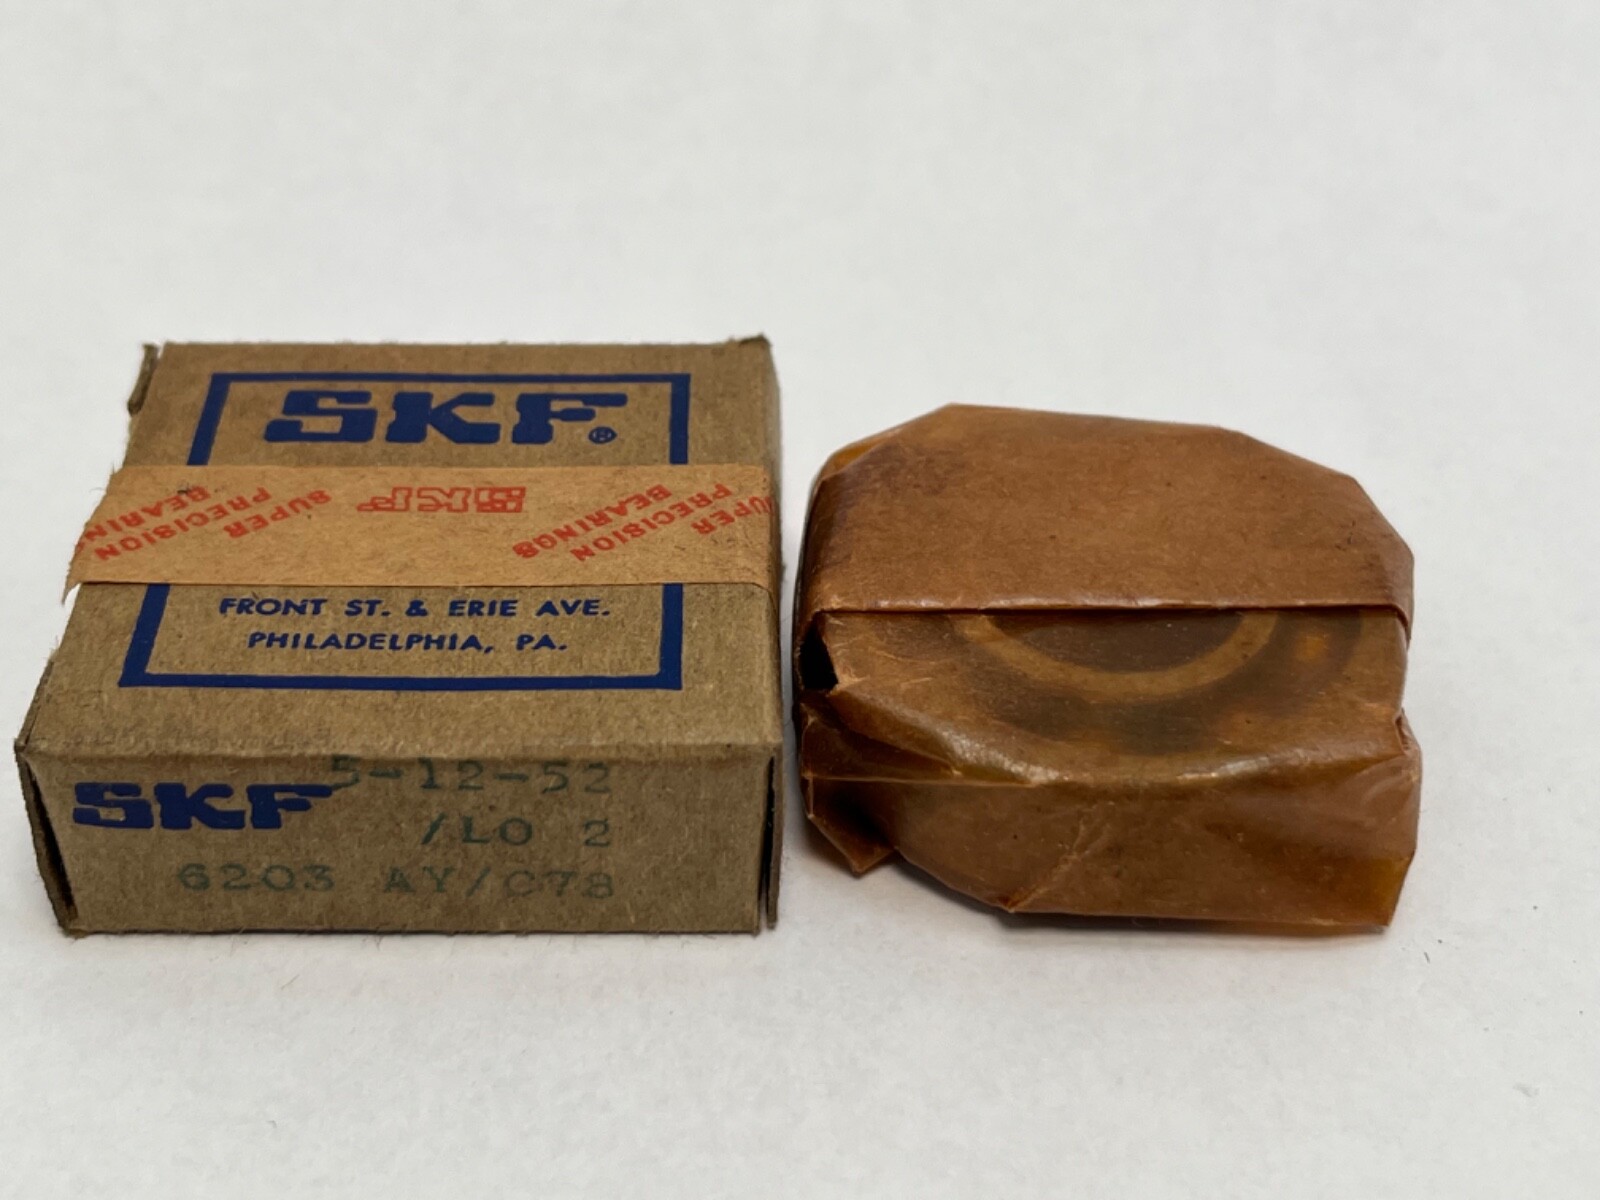 SKF®
SUPER
PRECISION
BEARINGS
SKF
SUPER
PRECISION
FRONT ST. & ERIE AVE.
PHILADELPHIA, PA.
SKF
5-12-52
/LO 2
6203 AY/C78